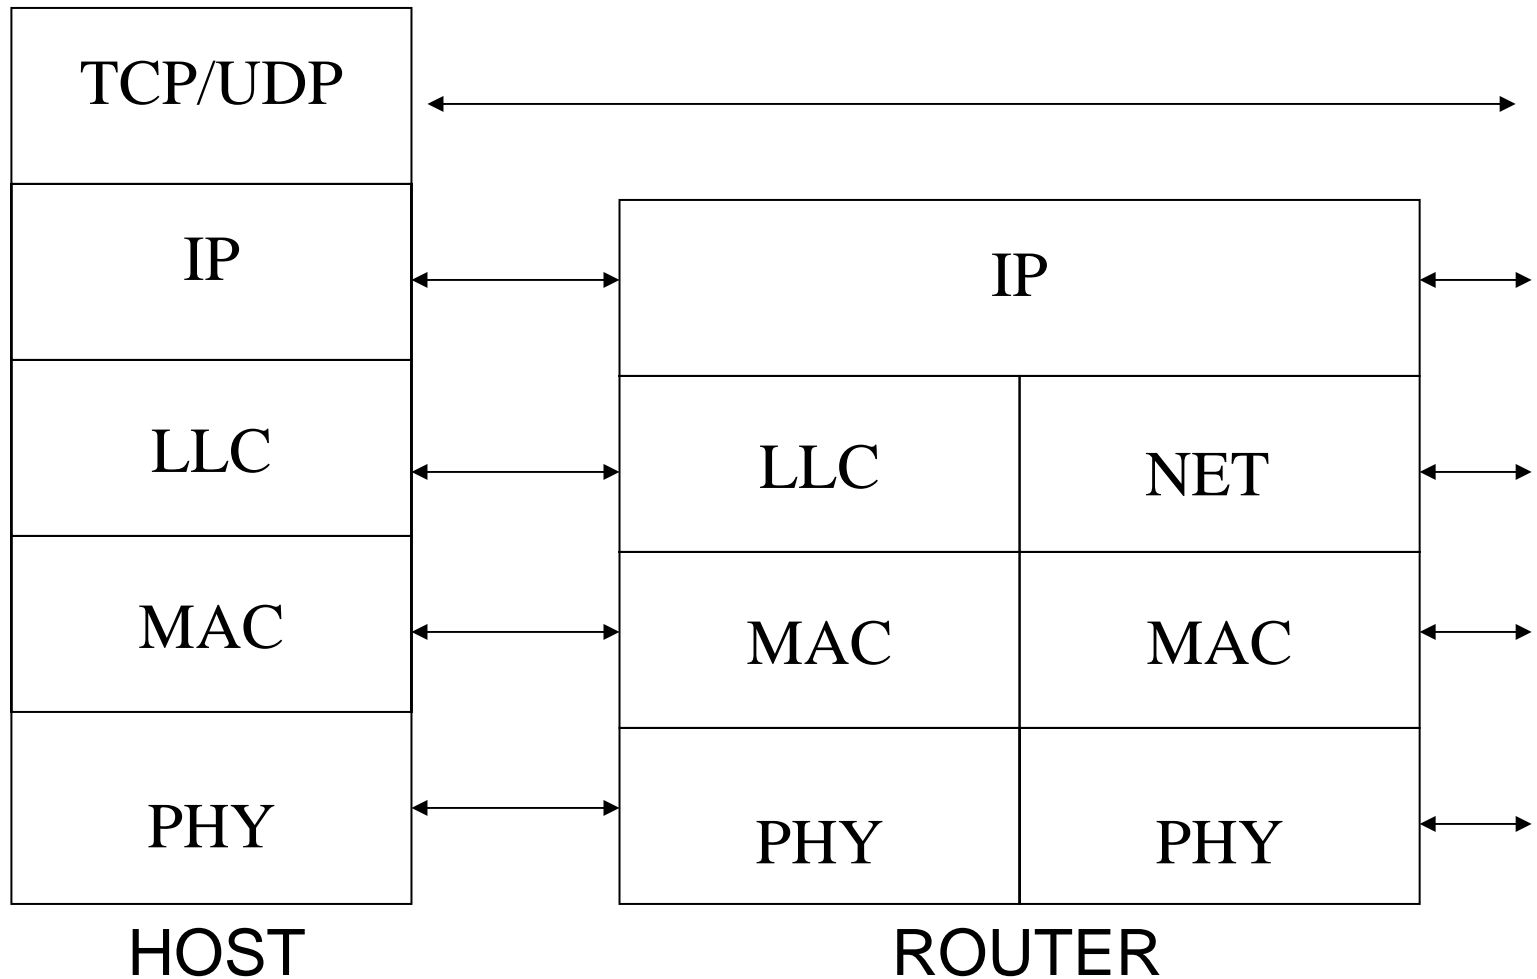 TCP/UDP
IP
LLC
MAC
PHY
HOST
IP
LLC NET
MAC MAC
PHY PHY
ROUTER